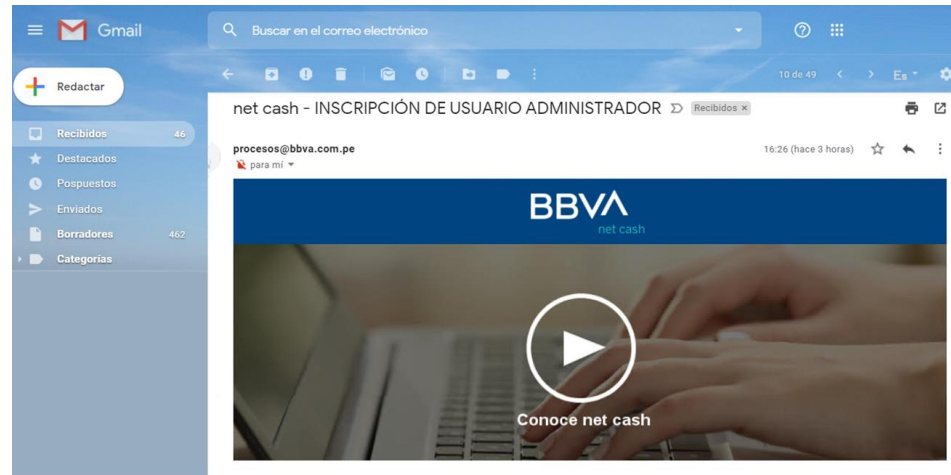 Gmail
Buscar en el correo electrónico
Redactar
10 de 49
Es
net cash - INSCRIPCIÓN DE USUARIO ADMINISTRADOR
Recibidos ×
Recibidos 46
Destacados
Pospuestos
Enviados
Borradores 462
Categorías
procesos@bbva.com.pe
16:26 (hace 3 horas)
para mí
BBVA
net cash
Conoce net cash